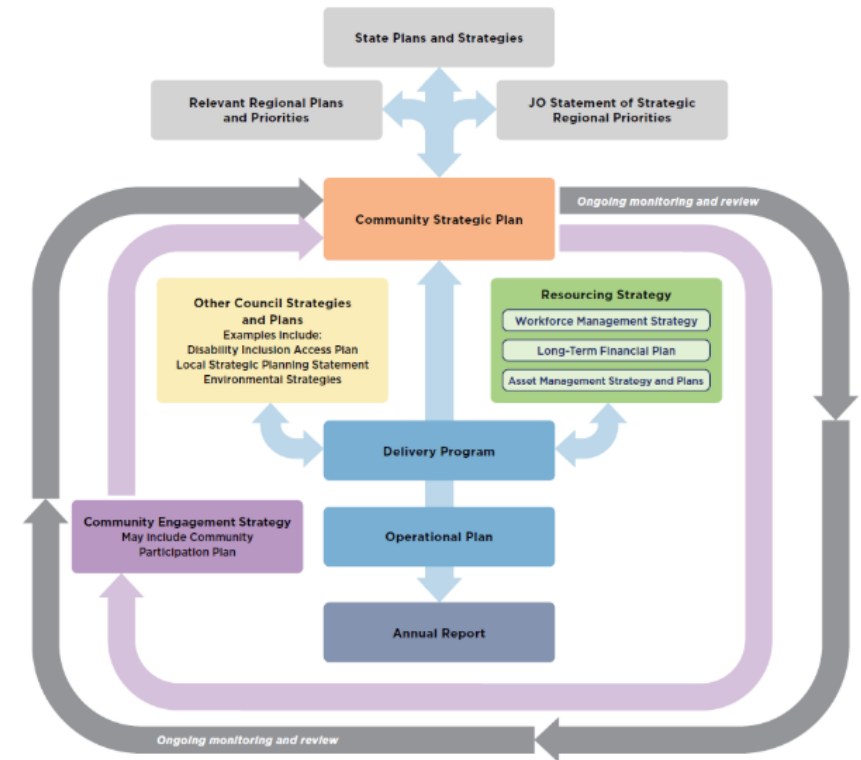 State Plans and Strategies
Relevant Regional Plans
and Priorities
JO Statement of Strategic
Regional Priorities
Community Strategic Plan
Ongoing monitoring and review
Other Council Strategies
and Plans
Examples Include:
Disability Inclusion Access Plan
Local Strategic Planning Statement
Environmental Strategies
Resourcing Strategy
Workforce Management Strategy
Long-Term Financial Plan
Asset Management Strategy and Plans
Delivery Program
Community Engagement Strategy
May Include Community
Participation Plan
Operational Plan
Annual Report
Ongoing monitoring and review